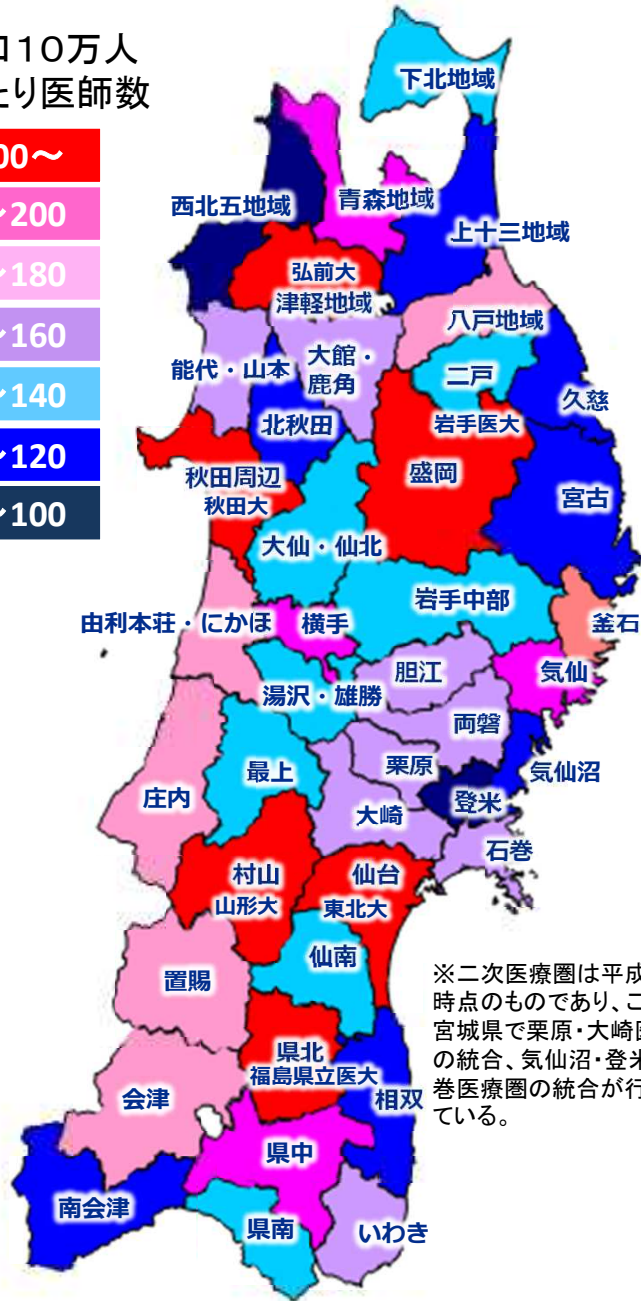 口10万人
とり医師数
00～
～200
～180
～160
～140
～120
～100
下北地域
西北五地域
青森地域
上十三地域
弘前大
津軽地域
八戸地域
能代・山本
大館・
鹿角
二戸
久慈
北秋田
岩手医大
盛岡
秋田周辺
秋田大
宮古
大仙・仙北
岩手中部
由利本荘・にかほ
横手
釜石
胆江
気仙
湯沢・雄勝
両磐
栗原
気仙沼
最上
登米
庄内
大崎
石巻
村山
山形大
仙台
東北大
仙南
置賜
※二次医療圏は平成
時点のものであり、こ
宮城県で栗原・大崎医
の統合、気仙沼・登米
巻医療圏の統合が行
ている。
県北
福島県立医大
会津
相双
県中
南会津
県南
いわき